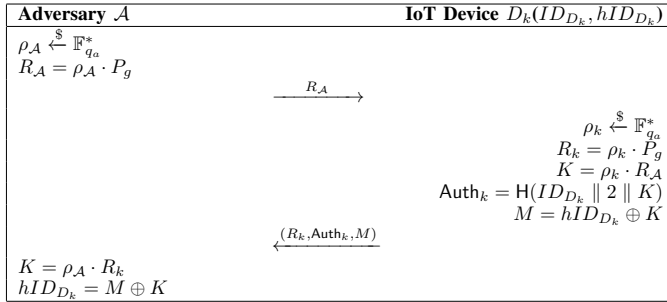 Adversary 𝒜 IoT Device D_k(ID_{D_k}, hID_{D_k})
ρ_𝒜 ←$ 𝔽*_{q_a}
R_𝒜 = ρ_𝒜 · P_g
R_𝒜
ρ_k ←$ 𝔽*_{q_a}
R_k = ρ_k · P_g
K = ρ_k · R_𝒜
Auth_k = H(ID_{D_k} ∥ 2 ∥ K)
M = hID_{D_k} ⊕ K
(R_k,Auth_k,M)
K = ρ_𝒜 · R_k
hID_{D_k} = M ⊕ K